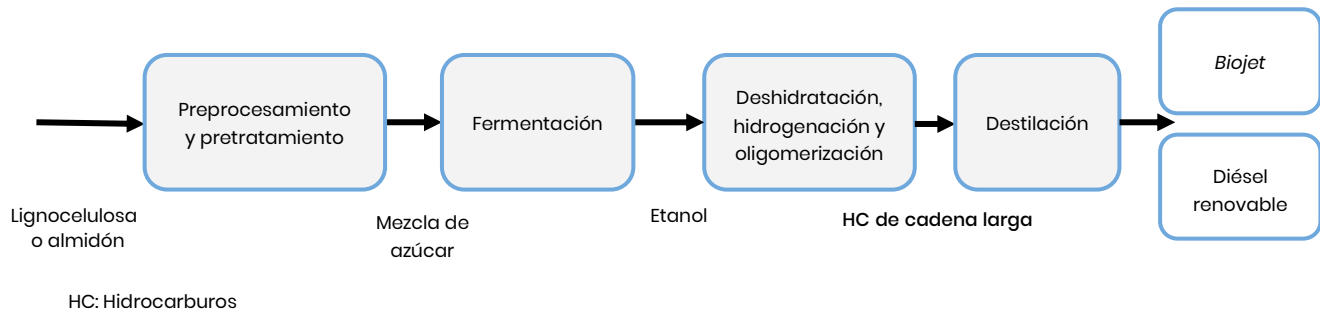 Biojet
Preprocesamiento
y pretratamiento
Fermentación
Deshidratación,
hidrogenación y
oligomerización
Destilación
Diésel
renovable
Lignocelulosa
o almidón
Mezcla de
azúcar
Etanol
HC de cadena larga
HC: Hidrocarburos